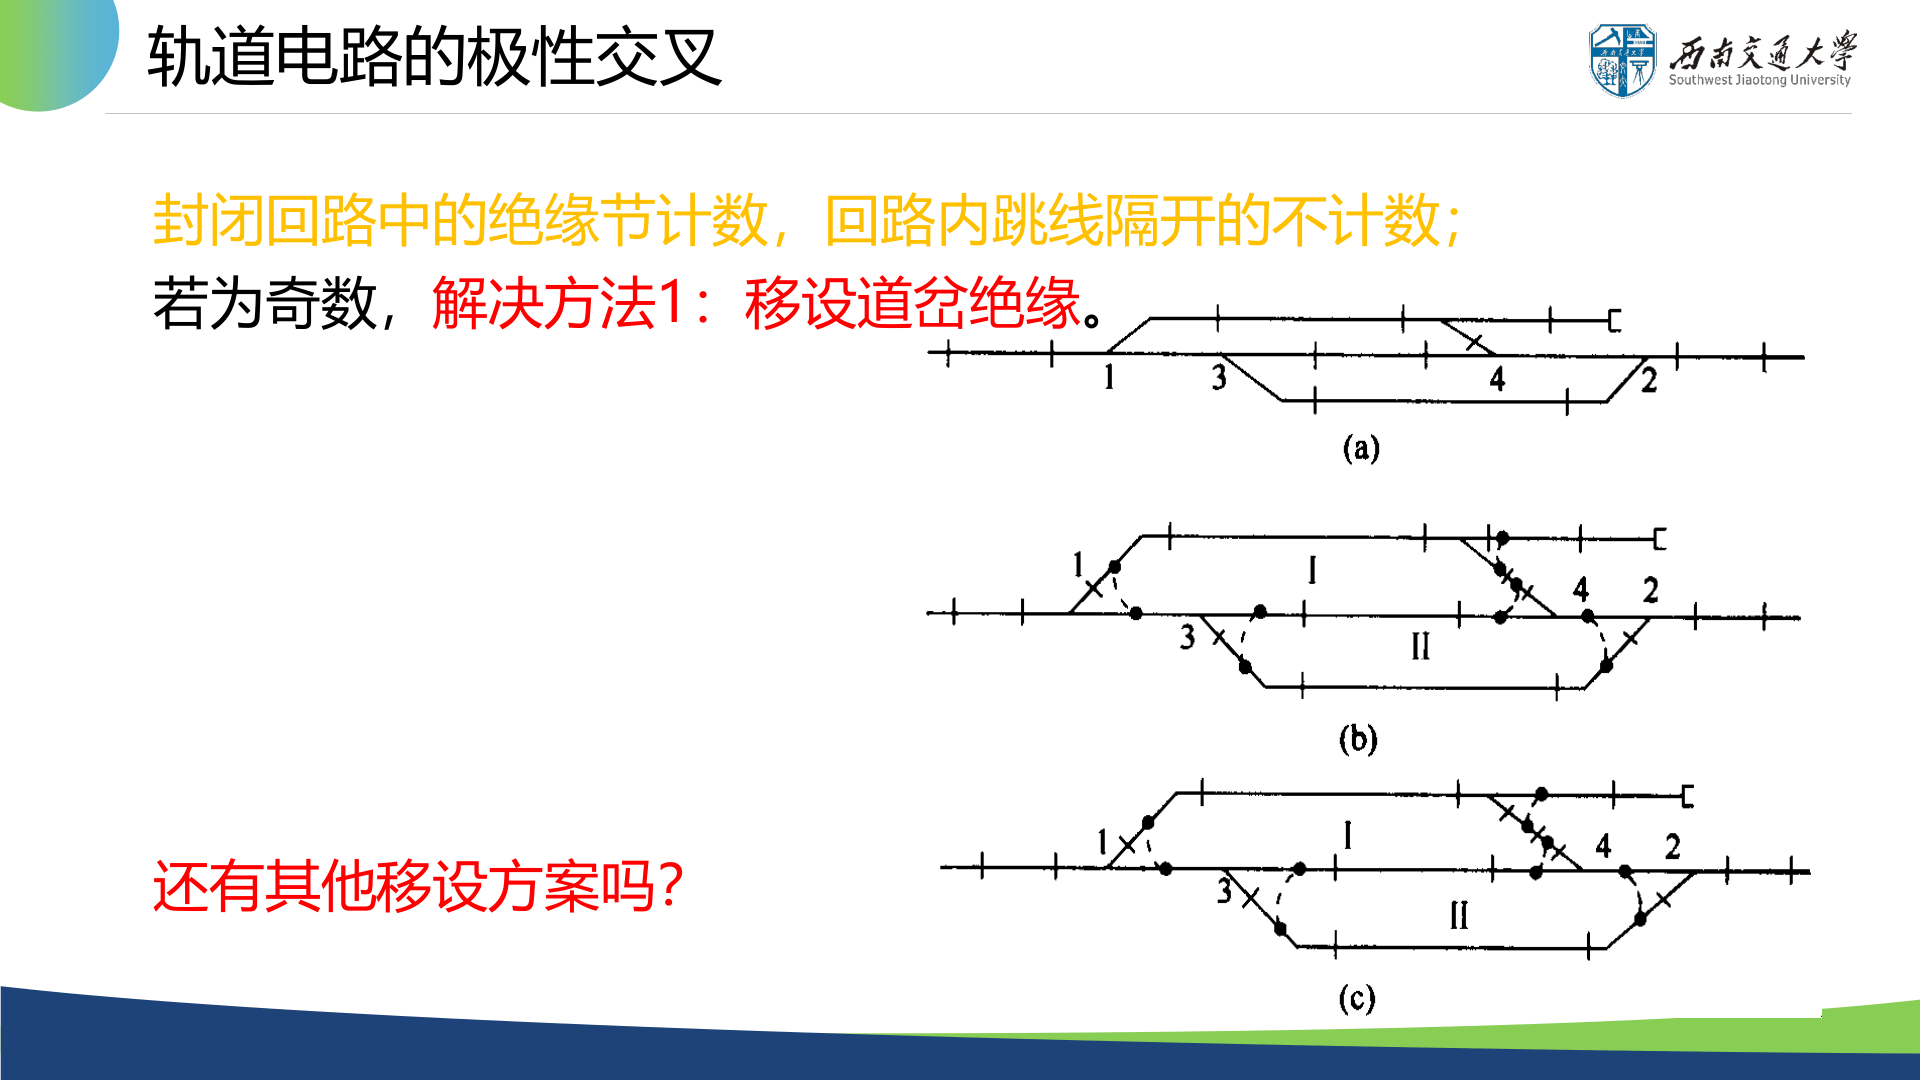 轨道电路的极性交叉
西南交通大学
Southwest Jiaotong University
封闭回路中的绝缘节计数，回路内跳线隔开的不计数；
若为奇数，解决方法1：移设道岔绝缘。
1 3 4 2
(a)
1 I 4 2
3 II
(b)
1 I 4 2
3 II
(c)
还有其他移设方案吗？